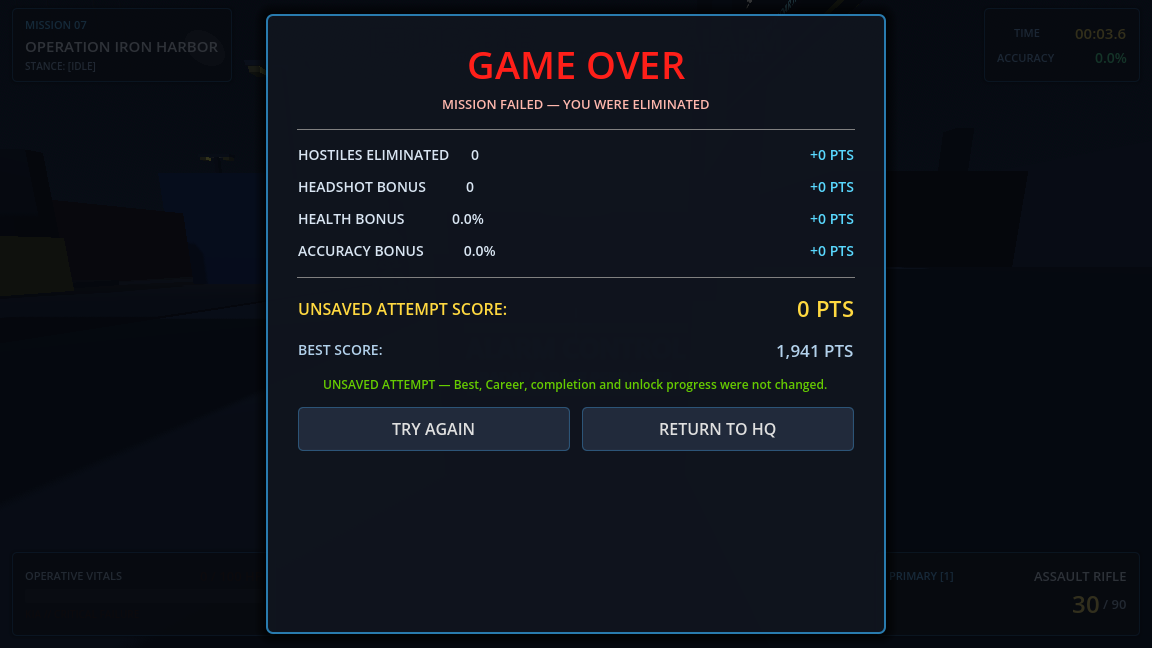 MISSION 07
OPERATION IRON HARBOR
STANCE: [IDLE]
TIME 00:03.6
ACCURACY 0.0%
GAME OVER
MISSION FAILED — YOU WERE ELIMINATED
HOSTILES ELIMINATED 0 +0 PTS
HEADSHOT BONUS 0 +0 PTS
HEALTH BONUS 0.0% +0 PTS
ACCURACY BONUS 0.0% +0 PTS
UNSAVED ATTEMPT SCORE: 0 PTS
BEST SCORE: 1,941 PTS
UNSAVED ATTEMPT — Best, Career, completion and unlock progress were not changed.
TRY AGAIN
RETURN TO HQ
OPERATIVE VITALS
PRIMARY [1] ASSAULT RIFLE
30 / 90